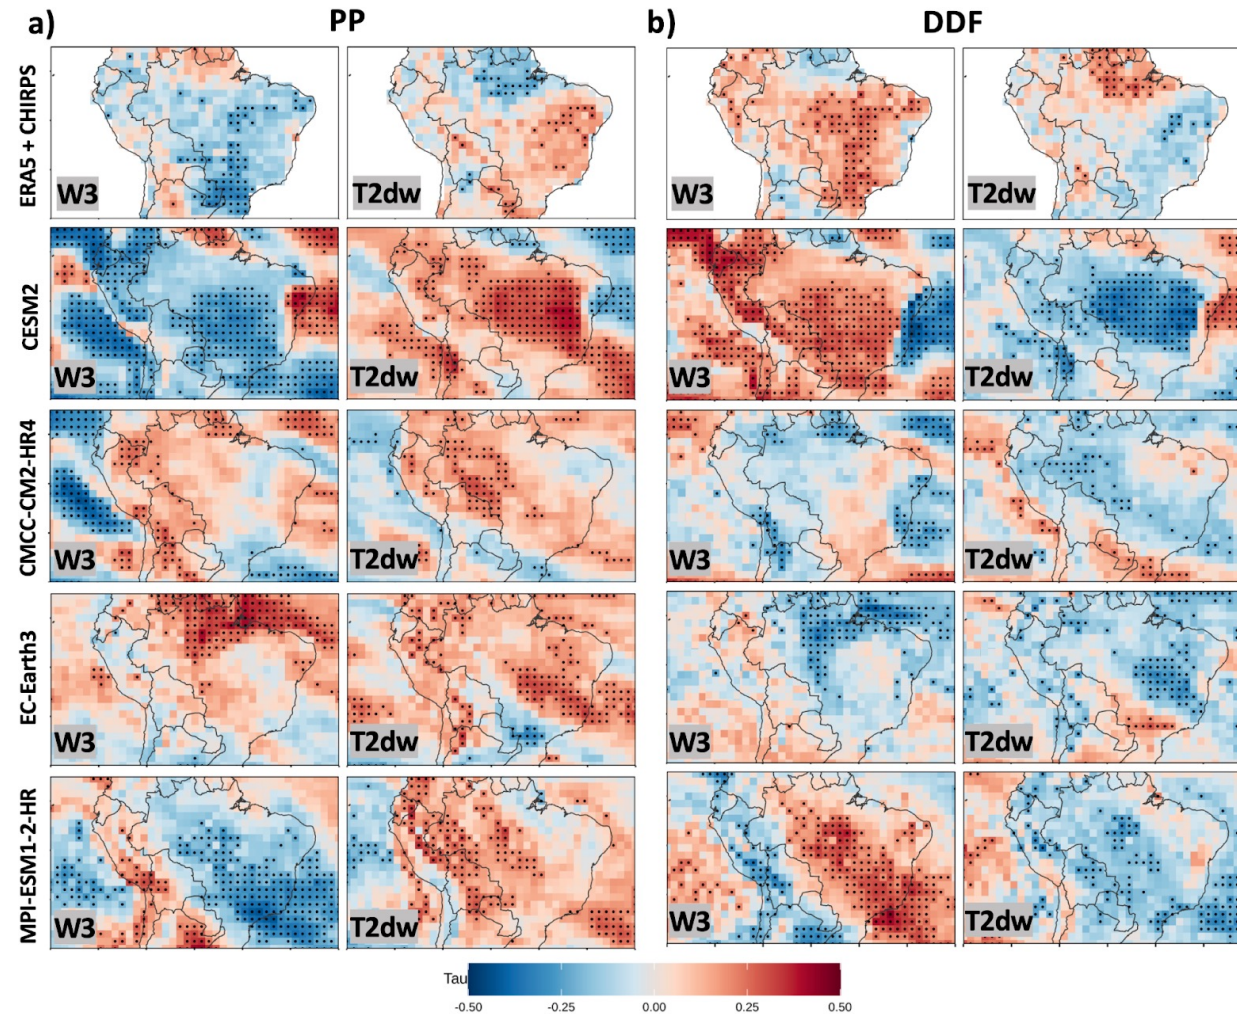 a) PP b) DDF
ERA5 + CHIRPS
W3 T2dw W3 T2dw
CESM2
W3 T2dw W3 T2dw
CMCC-CM2-HR4
W3 T2dw W3 T2dw
EC-Earth3
W3 T2dw W3 T2dw
MPI-ESM1-2-HR
W3 T2dw W3 T2dw
Tau
-0.50 -0.25 0.00 0.25 0.50